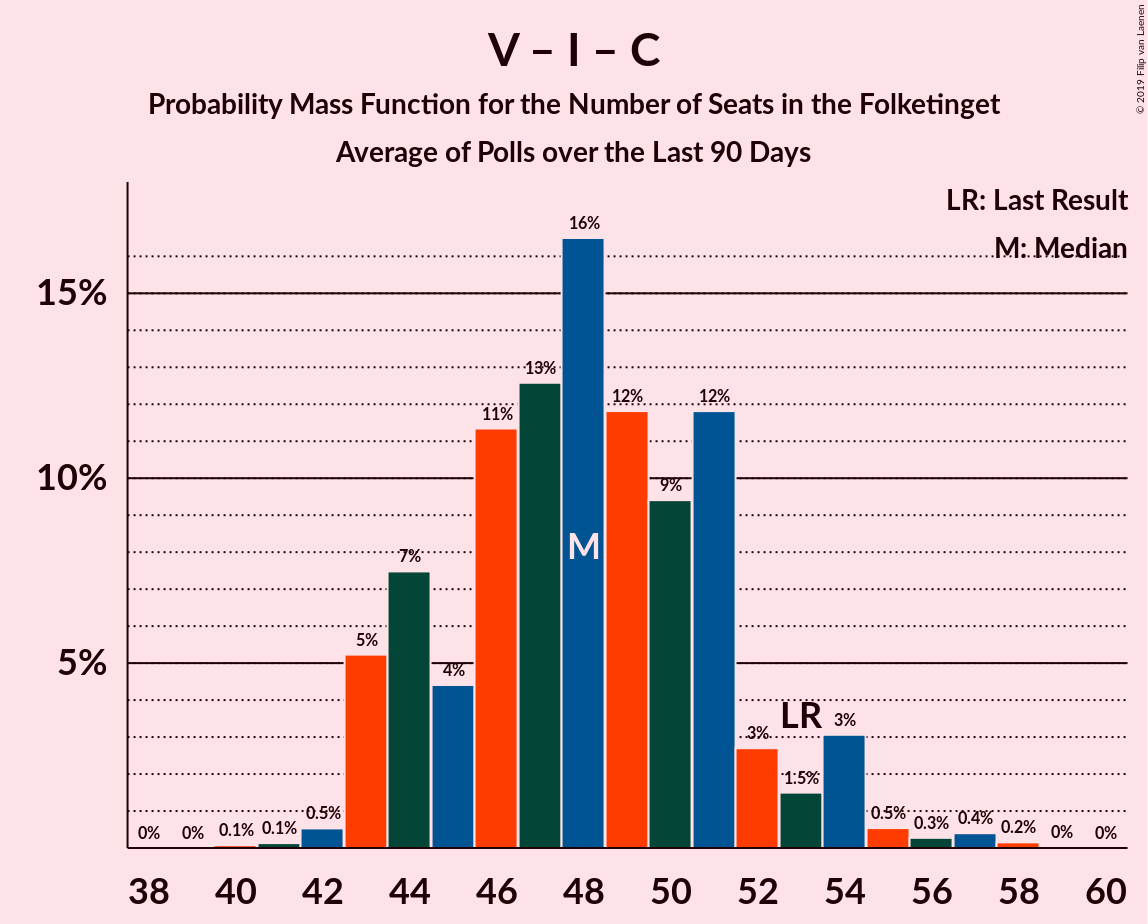 V – I – C
Probability Mass Function for the Number of Seats in the Folketinget
Average of Polls over the Last 90 Days
© 2019 Filip van Laenen
LR: Last Result
M: Median
15%
10%
5%
0%
0%
0.1%
0.1%
0.5%
5%
7%
4%
11%
13%
16%
12%
9%
12%
3%
1.5%
3%
0.5%
0.3%
0.4%
0.2%
0%
0%
M
LR
38 40 42 44 46 48 50 52 54 56 58 60